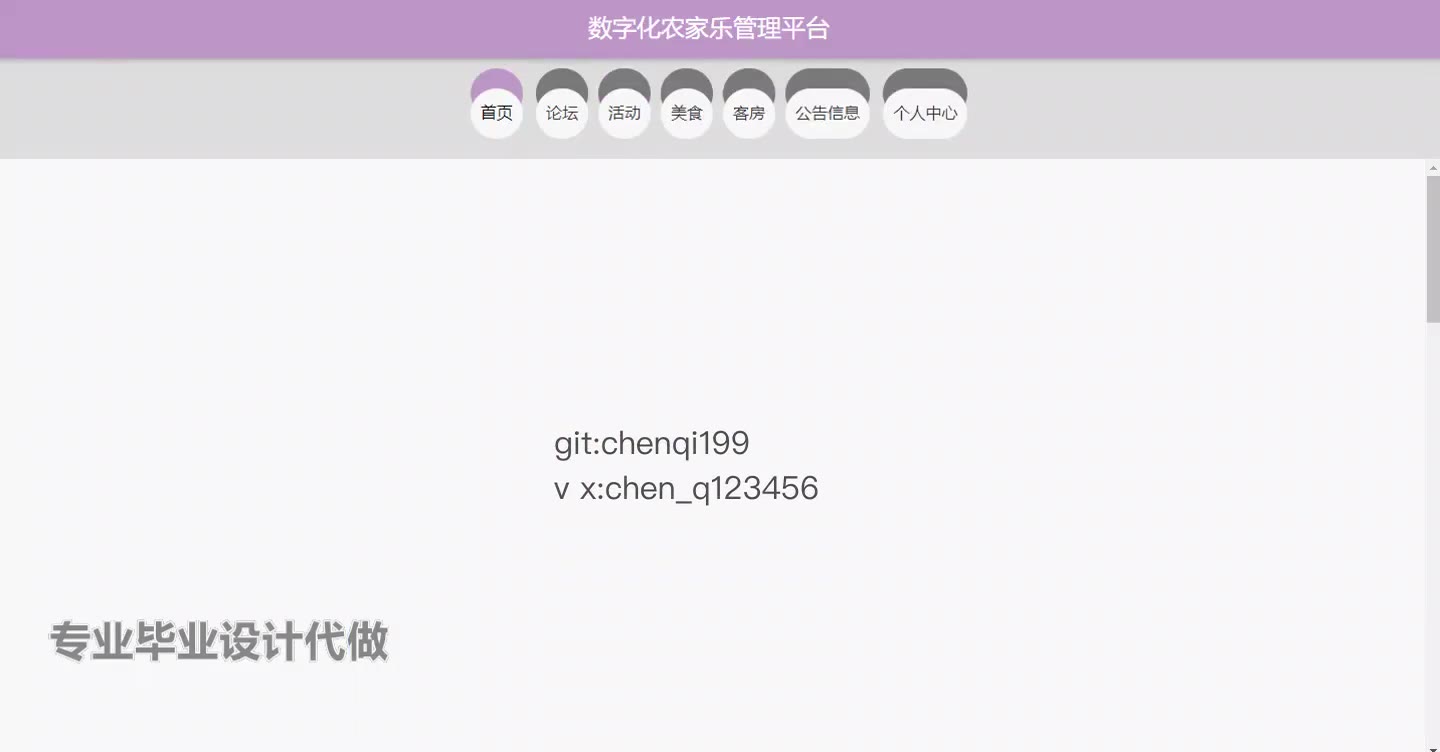 数字化农家乐管理平台
首页 论坛 活动 美食 客房 公告信息 个人中心
git:chenqi199
v x:chen_q123456
专业毕业设计代做